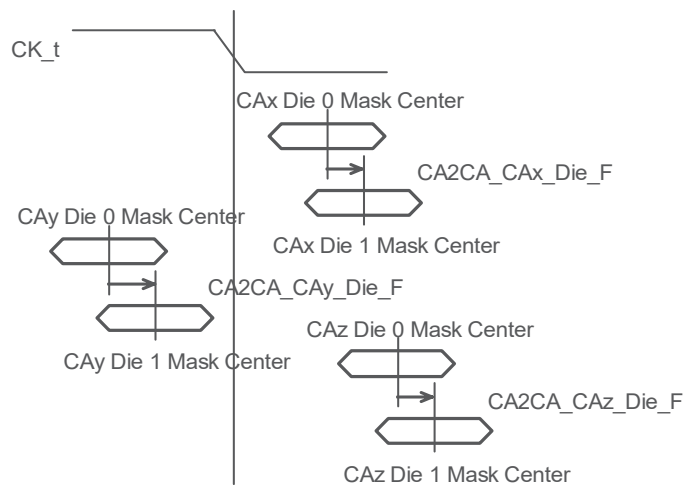 CK_t
CAx Die 0 Mask Center
CA2CA_CAx_Die_F
CAy Die 0 Mask Center
CAx Die 1 Mask Center
CA2CA_CAy_Die_F
CAz Die 0 Mask Center
CAy Die 1 Mask Center
CA2CA_CAz_Die_F
CAz Die 1 Mask Center